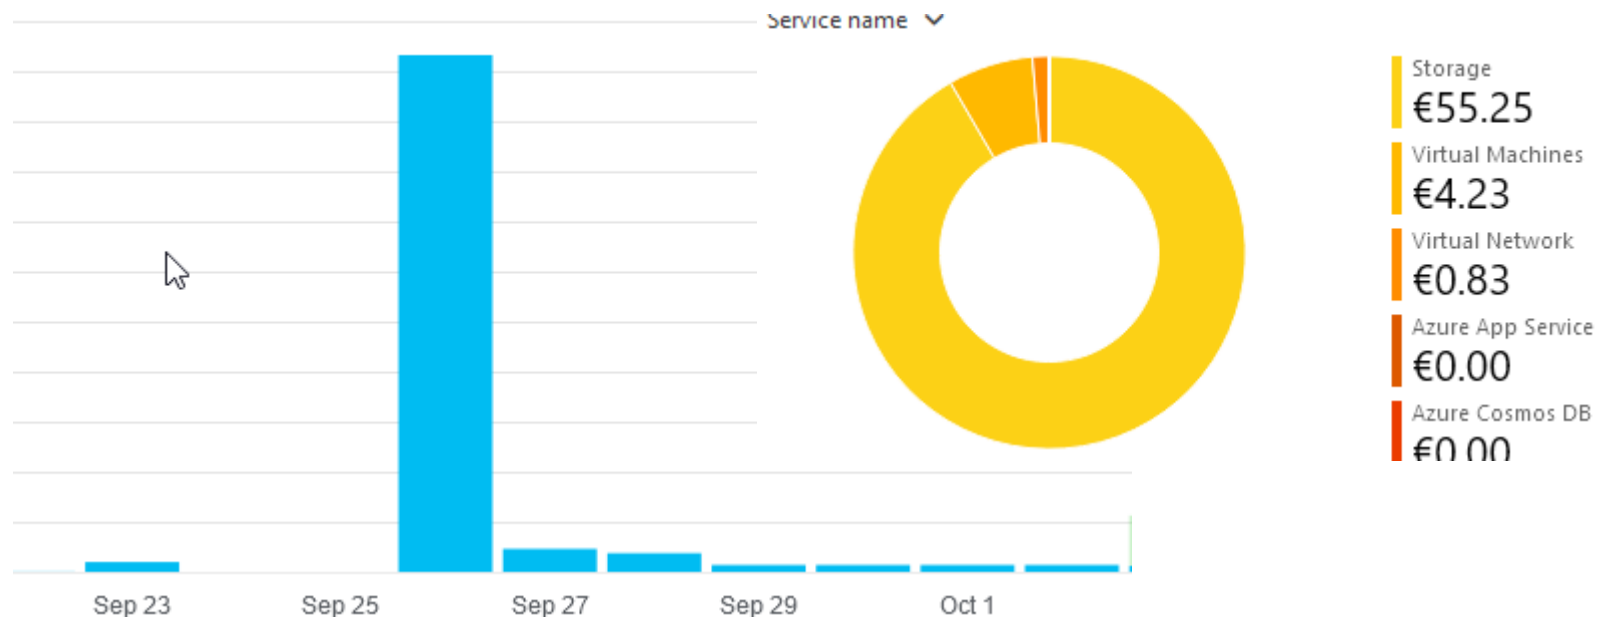 Service name
Storage
€55.25
Virtual Machines
€4.23
Virtual Network
€0.83
Azure App Service
€0.00
Azure Cosmos DB
€0.00
Sep 23
Sep 25
Sep 27
Sep 29
Oct 1